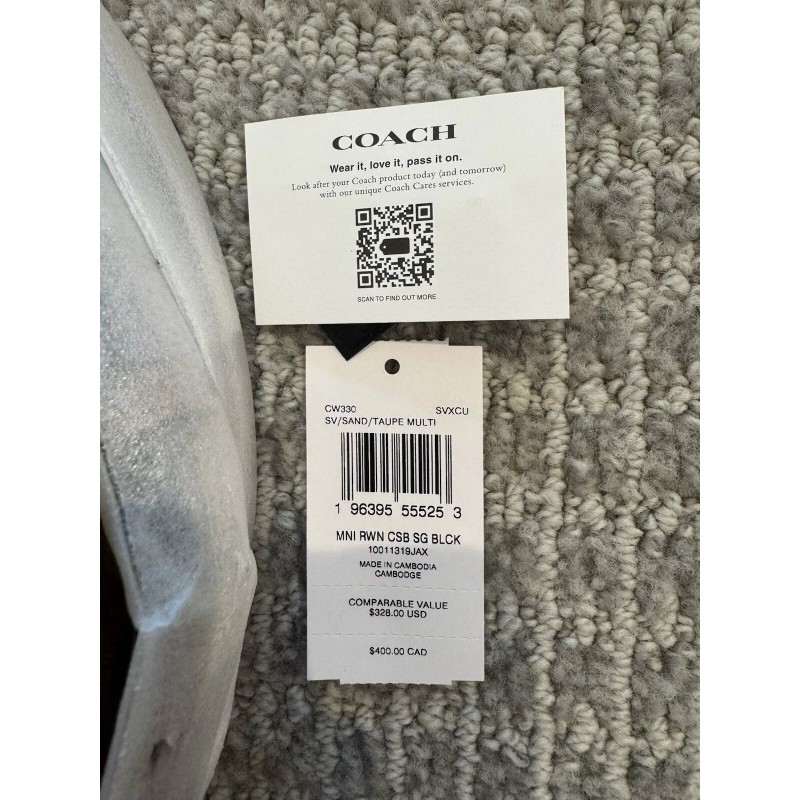 COACH
Wear it, love it, pass it on.
Look after your Coach product today (and tomorrow)
with our unique Coach Cares services.
SCAN TO FIND OUT MORE
CW330 SVXCU
SV/SAND/TAUPE MULTI
1 96395 55525 3
MNI RWN CSB SG BLCK
10011319JAX
MADE IN CAMBODIA
CAMBODGE
COMPARABLE VALUE
$328.00 USD
$400.00 CAD